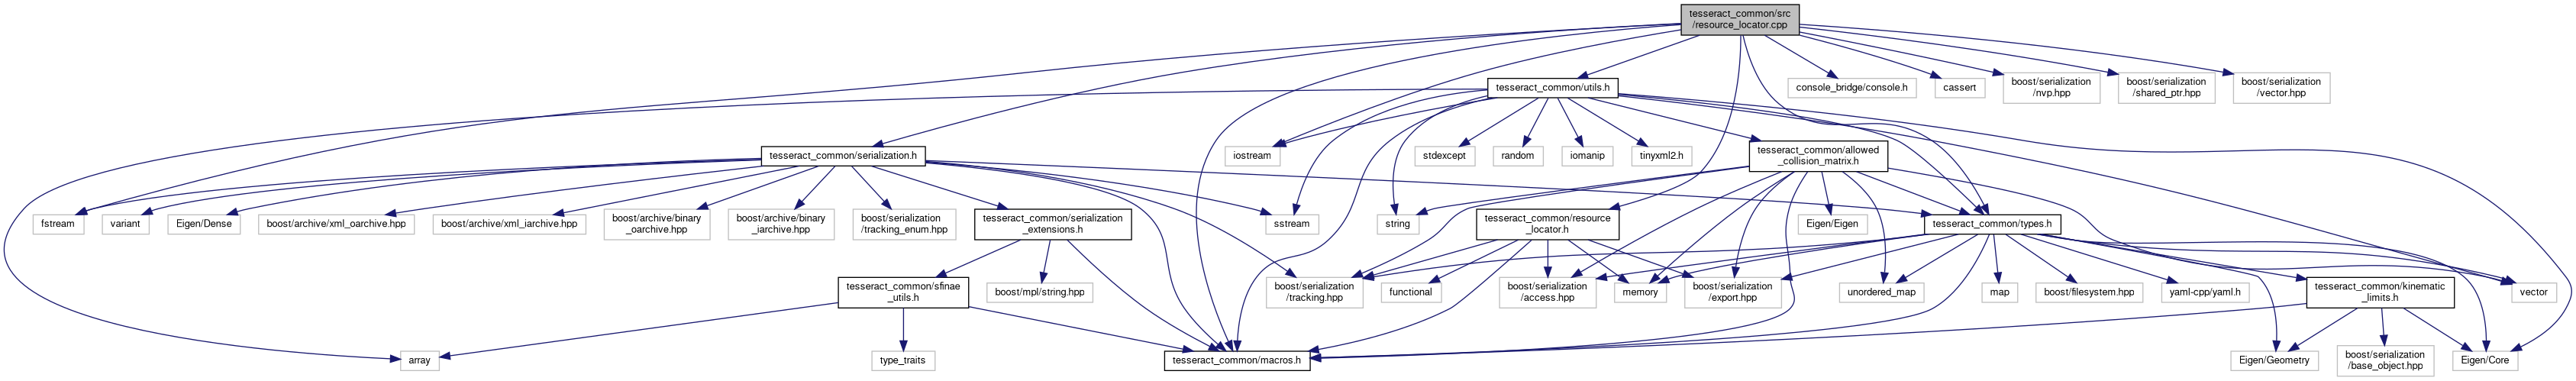 tesseract_common/src
/resource_locator.cpp
tesseract_common/utils.h
console_bridge/console.h
cassert
boost/serialization
/nvp.hpp
boost/serialization
/shared_ptr.hpp
boost/serialization
/vector.hpp
tesseract_common/serialization.h
iostream
stdexcept
random
iomanip
tinyxml2.h
tesseract_common/allowed
_collision_matrix.h
fstream
variant
Eigen/Dense
boost/archive/xml_oarchive.hpp
boost/archive/xml_iarchive.hpp
boost/archive/binary
_oarchive.hpp
boost/archive/binary
_iarchive.hpp
boost/serialization
/tracking_enum.hpp
tesseract_common/serialization
_extensions.h
sstream
string
tesseract_common/resource
_locator.h
Eigen/Eigen
tesseract_common/types.h
tesseract_common/sfinae
_utils.h
boost/mpl/string.hpp
boost/serialization
/tracking.hpp
functional
boost/serialization
/access.hpp
memory
boost/serialization
/export.hpp
unordered_map
map
boost/filesystem.hpp
yaml-cpp/yaml.h
tesseract_common/kinematic
_limits.h
vector
array
type_traits
tesseract_common/macros.h
Eigen/Geometry
boost/serialization
/base_object.hpp
Eigen/Core